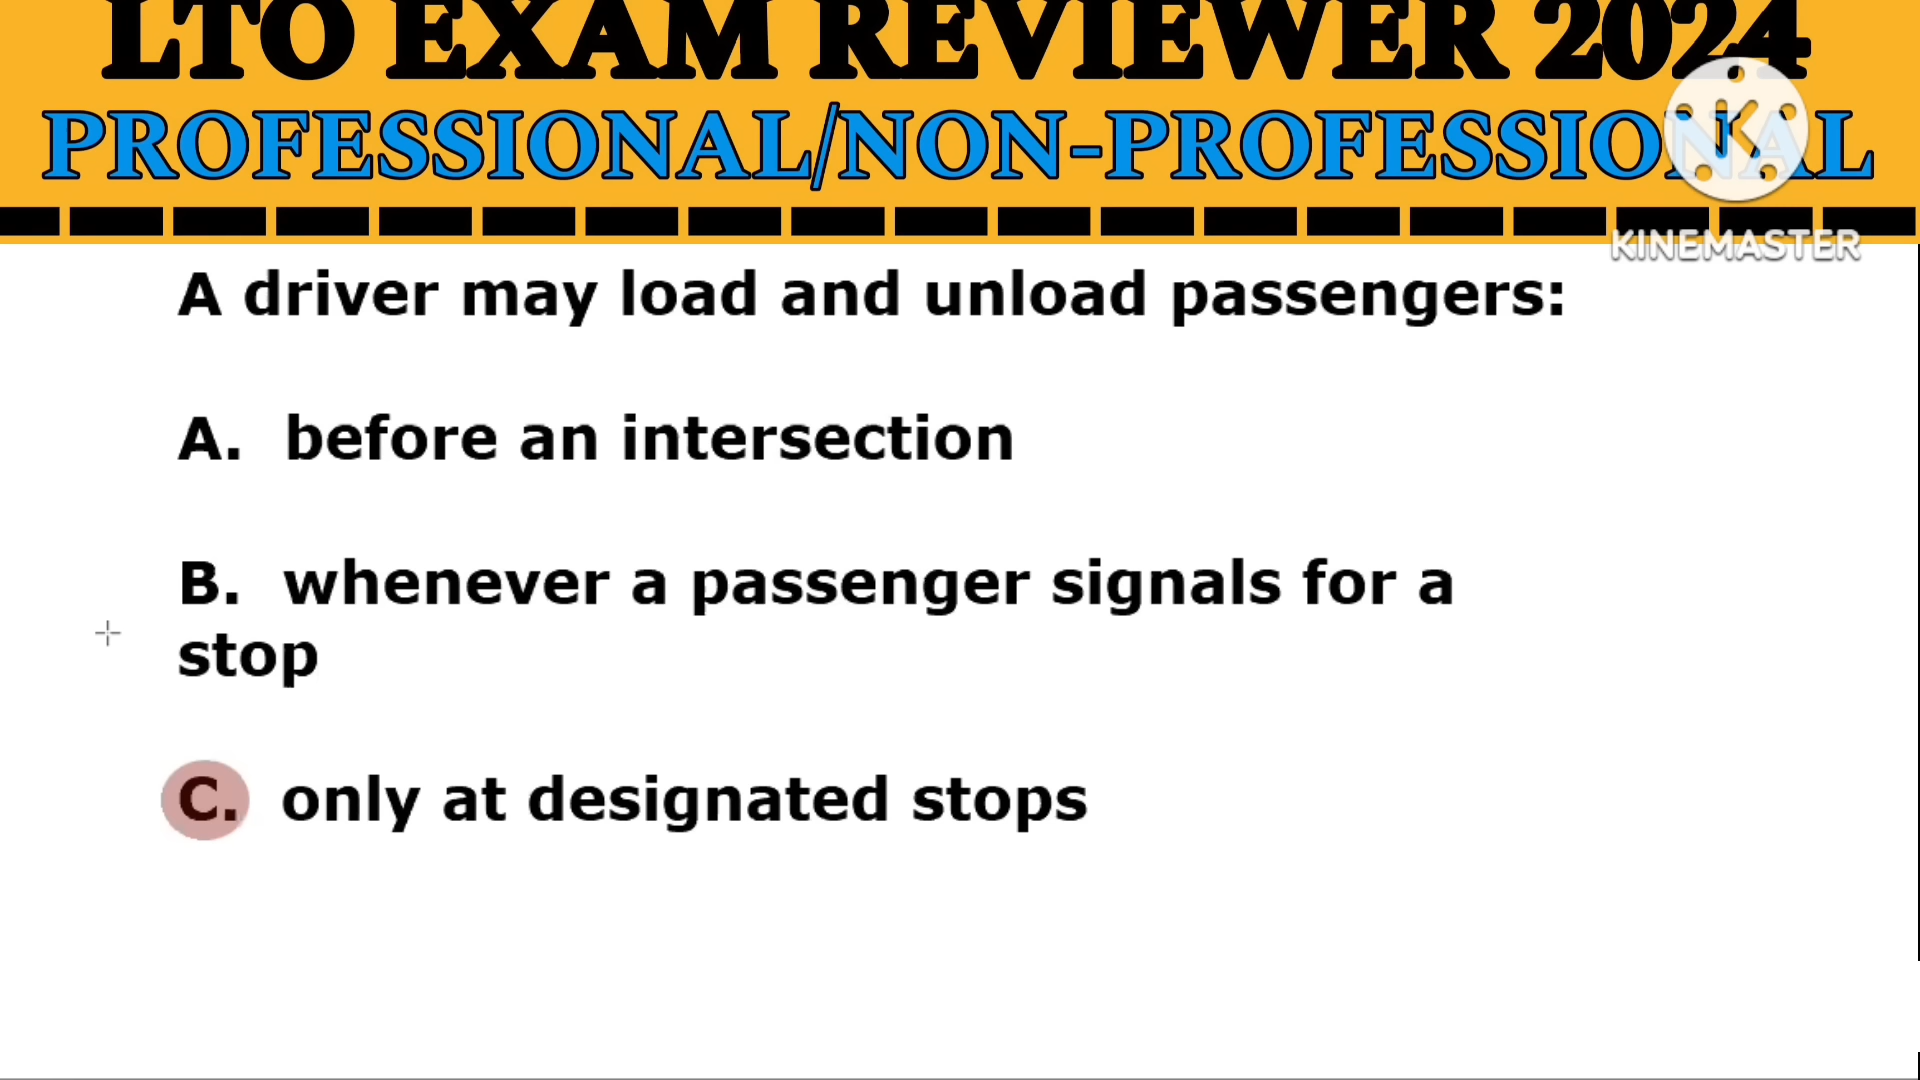 LTO EXAM REVIEWER 2024
PROFESSIONAL/NON-PROFESSIONAL
KINEMASTER
A driver may load and unload passengers:
A. before an intersection
B. whenever a passenger signals for a
stop
C. only at designated stops